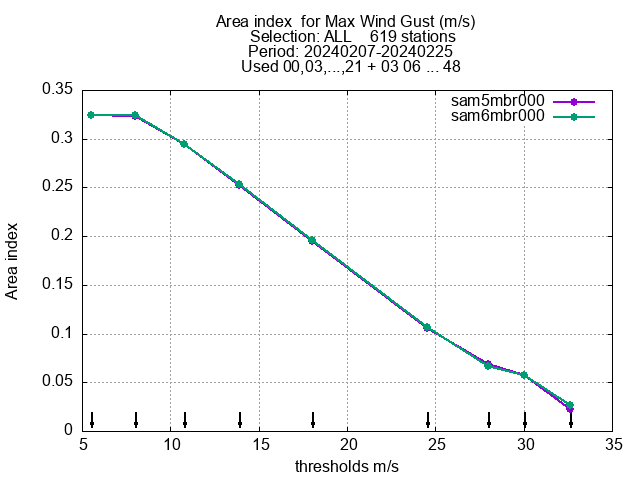 Area index  for Max Wind Gust (m/s)
Selection: ALL    619 stations
Period: 20240207-20240225
Used 00,03,...,21 + 03 06 ... 48
sam5mbr000
sam6mbr000
0.35
0.3
0.25
0.2
0.15
0.1
0.05
0
Area index
5
10
15
20
25
30
35
thresholds m/s